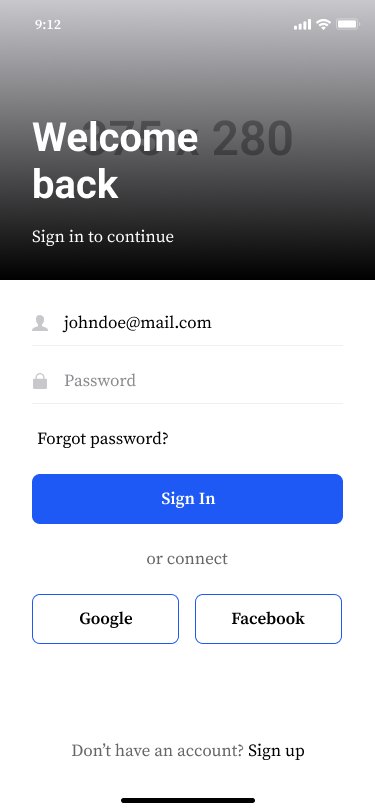 9:12
375 x 280
Welcome
back
Sign in to continue
johndoe@mail.com
Password
Forgot password?
Sign In
or connect
Google
Facebook
Don’t have an account? Sign up